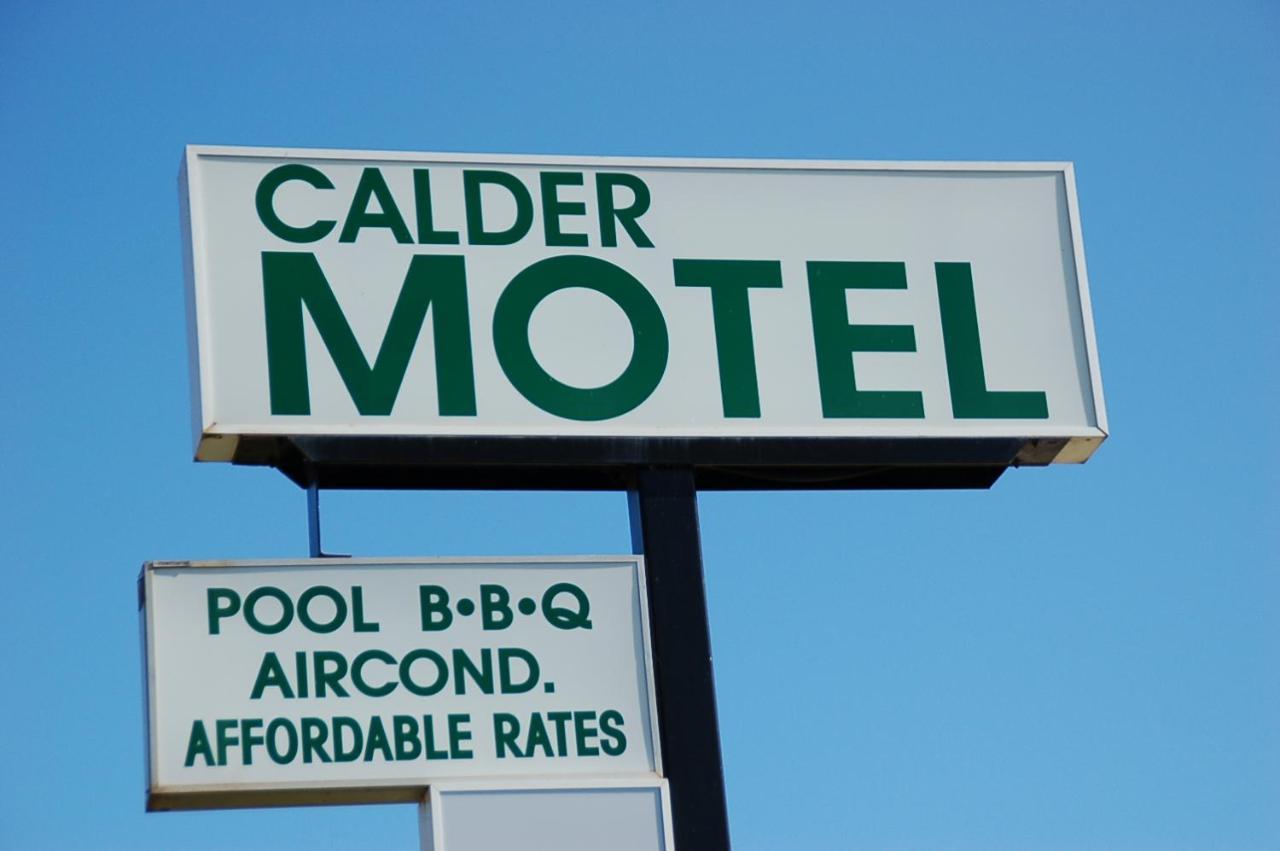 CALDER
MOTEL
POOL B•B•Q
AIRCOND.
AFFORDABLE RATES